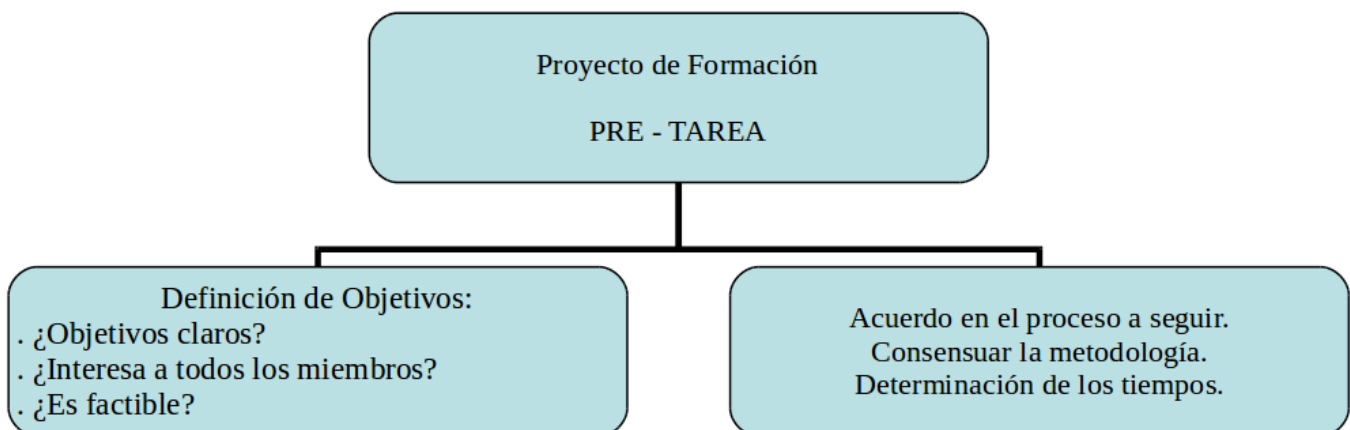 Proyecto de Formación
PRE - TAREA
Definición de Objetivos:
. ¿Objetivos claros?
. ¿Interesa a todos los miembros?
. ¿Es factible?
Acuerdo en el proceso a seguir.
Consensuar la metodología.
Determinación de los tiempos.